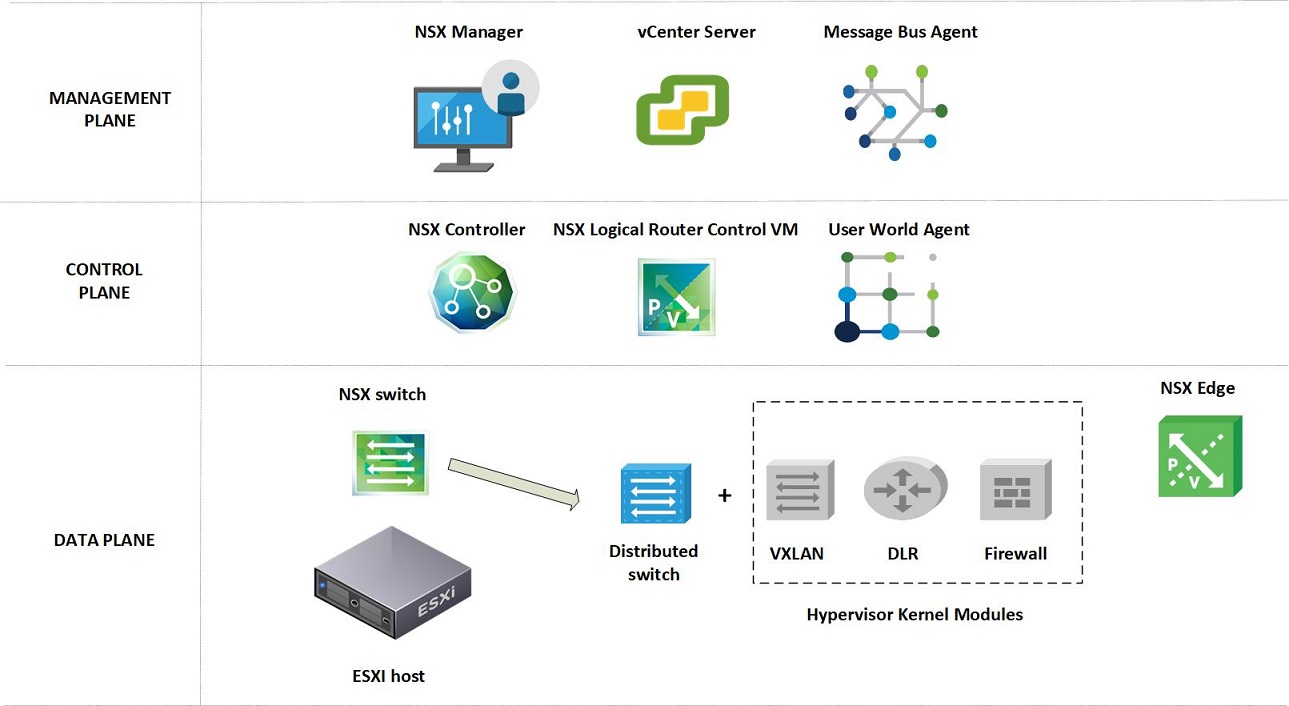 NSX Manager
vCenter Server
Message Bus Agent
MANAGEMENT
PLANE
NSX Controller
NSX Logical Router Control VM
User World Agent
CONTROL
PLANE
P
V
NSX switch
NSX Edge
P
V
+
DATA PLANE
Distributed
switch
VXLAN
DLR
Firewall
ESXi
Hypervisor Kernel Modules
ESXI host